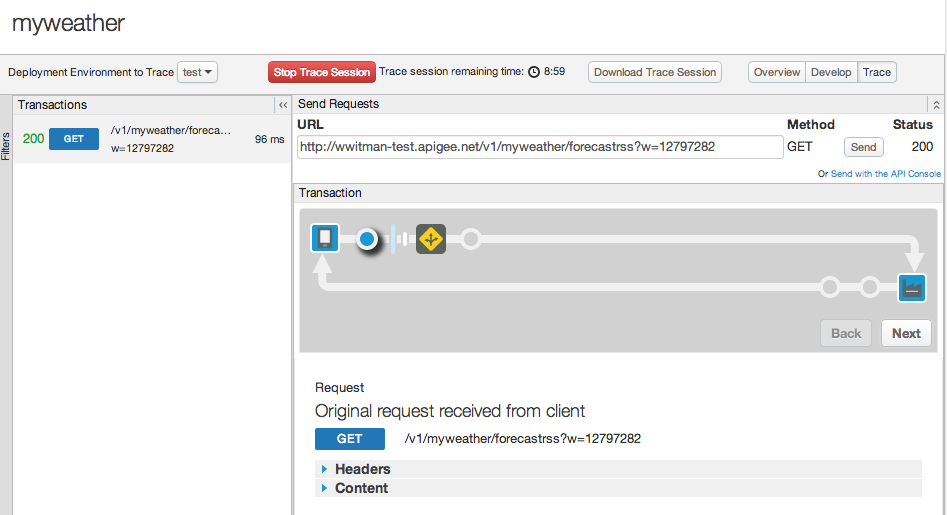 myweather
Deployment Environment to Trace test Stop Trace Session Trace session remaining time: 8:59 Download Trace Session Overview Develop Trace
Filters
Transactions <<
200 GET /v1/myweather/foreca... 96 ms
w=12797282
Send Requests
URL Method Status
http://wwitman-test.apigee.net/v1/myweather/forecastrss?w=12797282 GET Send 200
Or Send with the API Console
Transaction
Back Next
Request
Original request received from client
GET /v1/myweather/forecastrss?w=12797282
Headers
Content